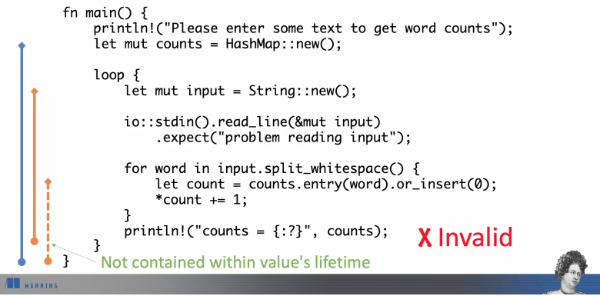 fn main() {
println!("Please enter some text to get word counts");
let mut counts = HashMap::new();
loop {
let mut input = String::new();
io::stdin().read_line(&mut input)
.expect("problem reading input");
for word in input.split_whitespace() {
let count = counts.entry(word).or_insert(0);
*count += 1;
}
println!("counts = {:?}", counts);
}
}
X Invalid
Not contained within value's lifetime
MANNING